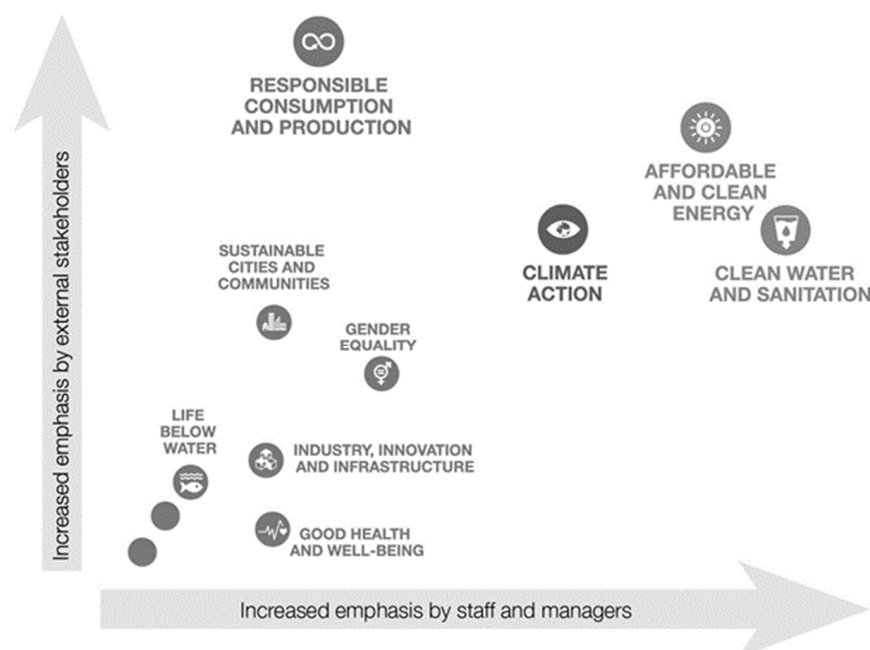 RESPONSIBLE
CONSUMPTION
AND PRODUCTION
AFFORDABLE
AND CLEAN
ENERGY
CLIMATE
ACTION
CLEAN WATER
AND SANITATION
SUSTAINABLE
CITIES AND
COMMUNITIES
GENDER
EQUALITY
LIFE
BELOW
WATER
INDUSTRY, INNOVATION
AND INFRASTRUCTURE
GOOD HEALTH
AND WELL-BEING
Increased emphasis by external stakeholders
Increased emphasis by staff and managers